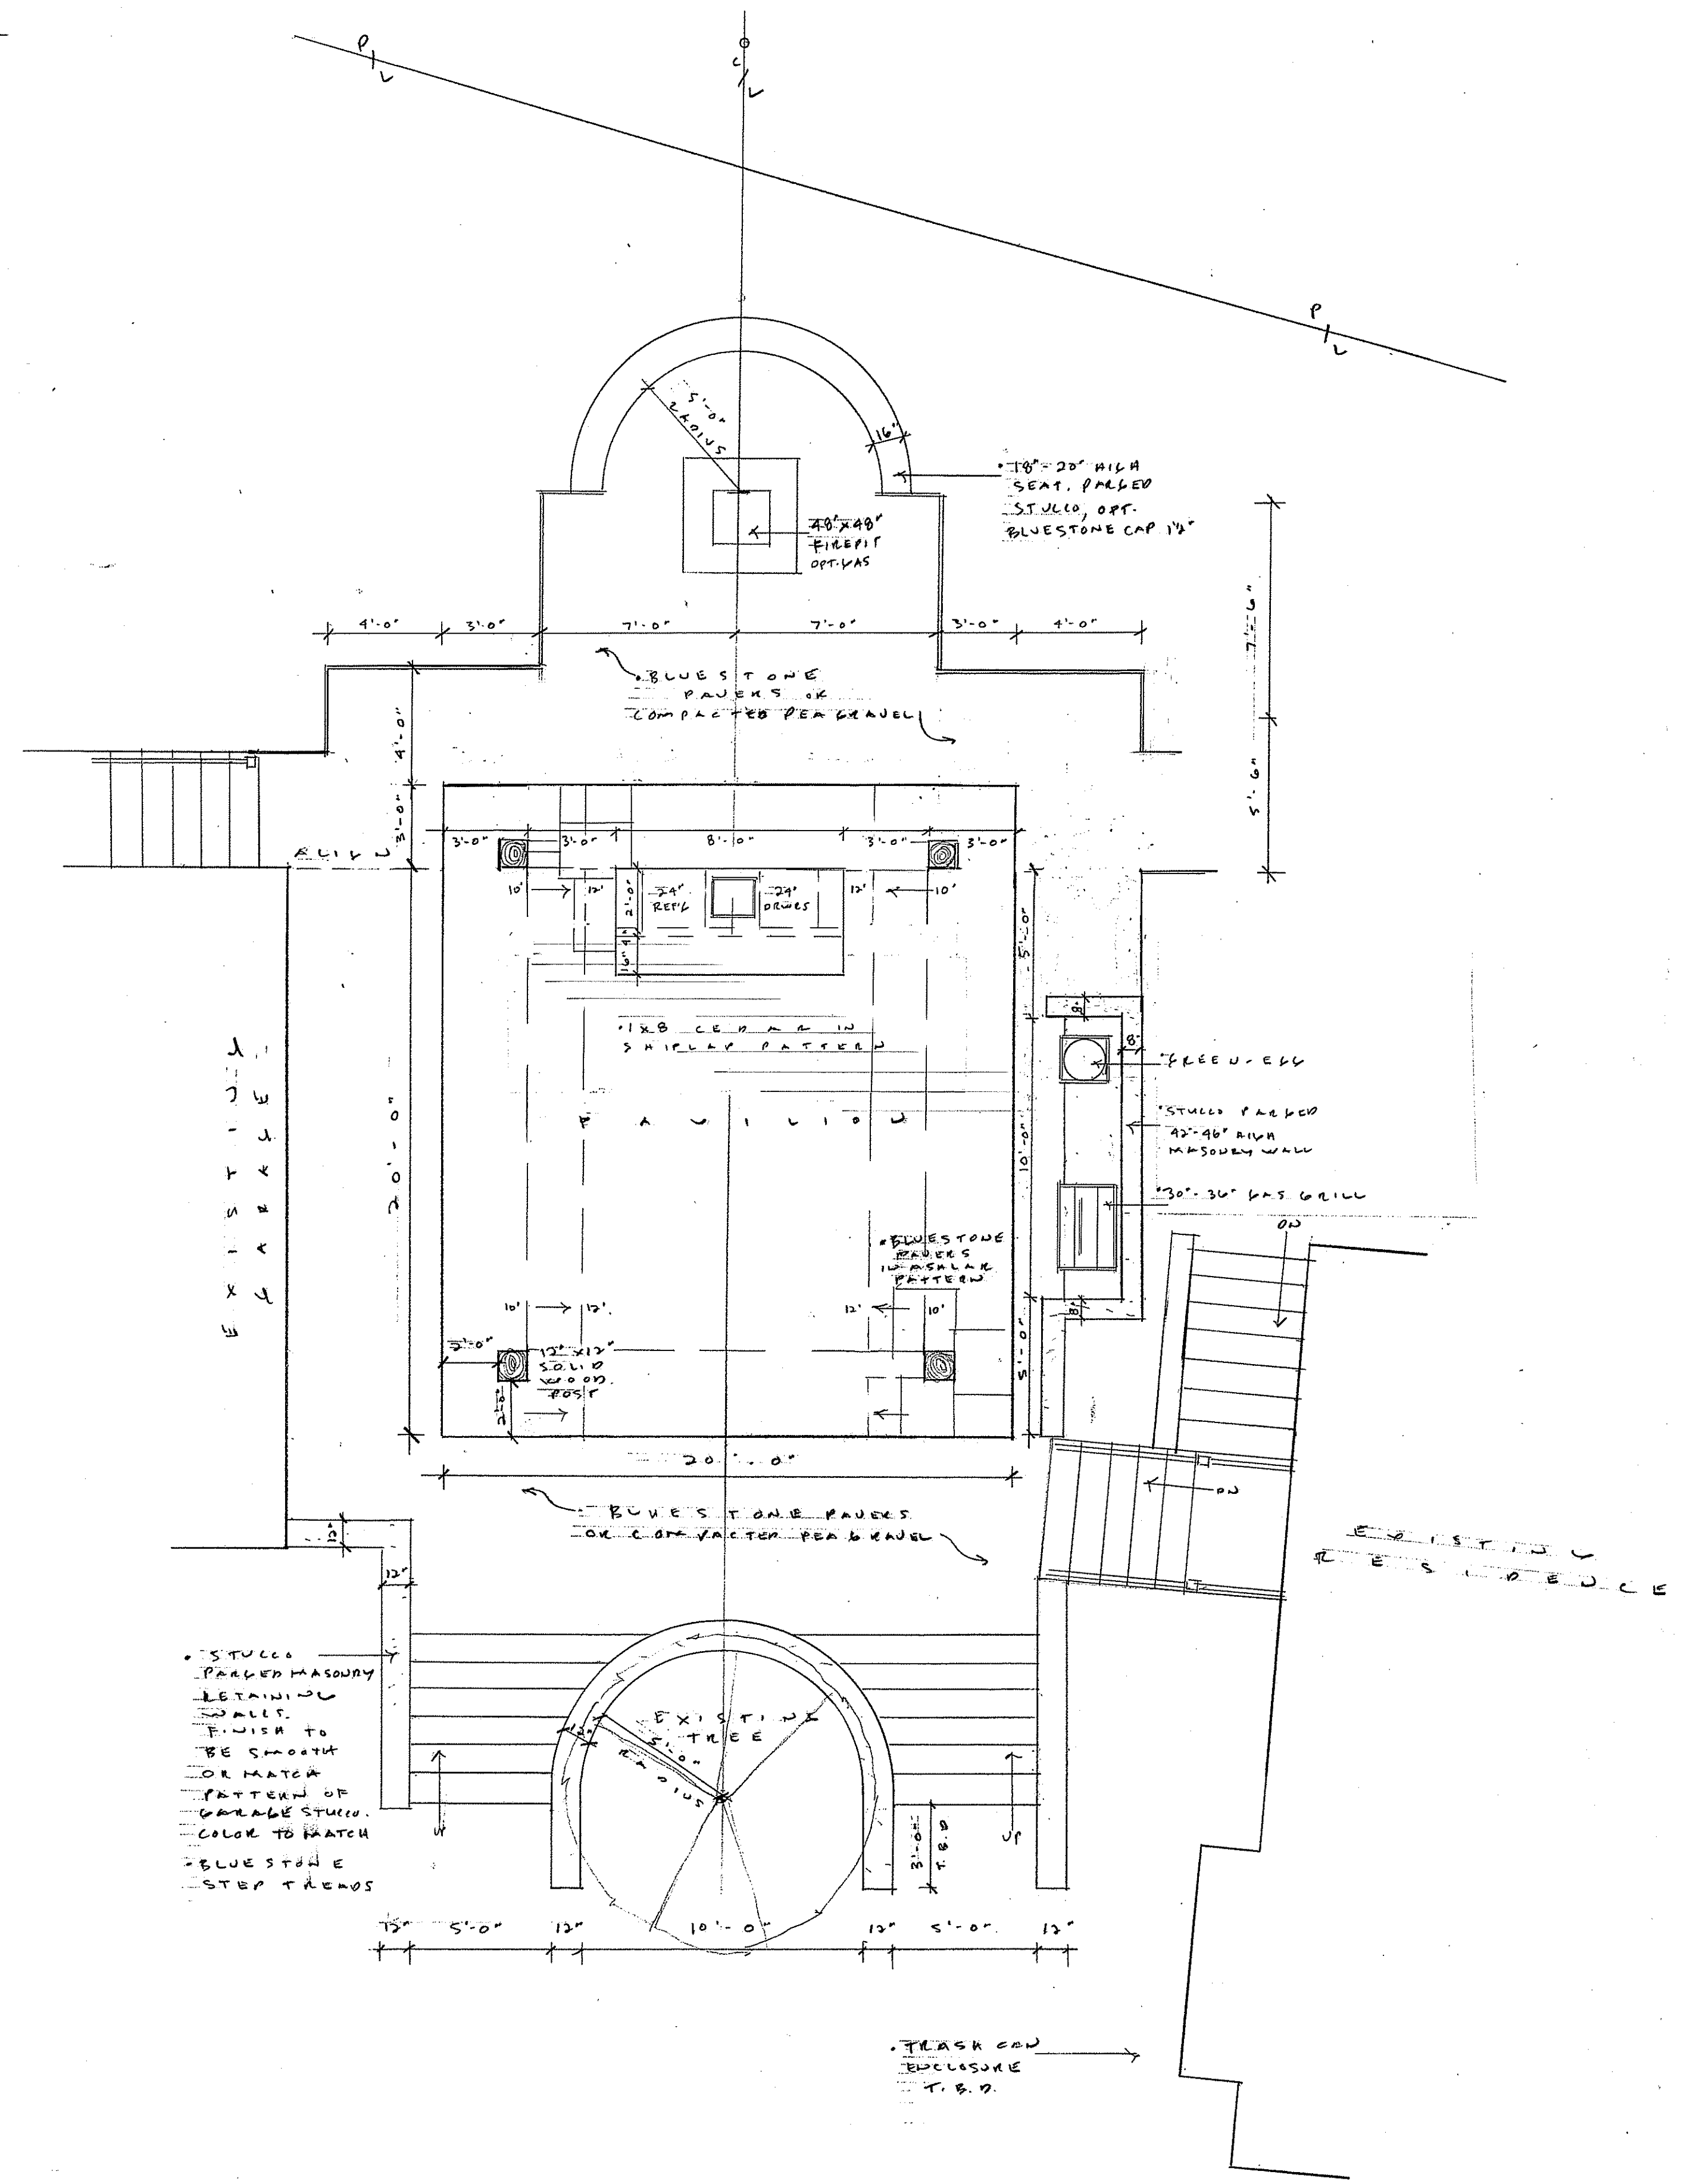 P
L
C
L
P
L
5'-0"
RADIUS
16"
• 18"-20" HIGH
SEAT. PARGED
STUCCO, OPT.
BLUESTONE CAP 1½"
48"X48"
FIREPIT
OPT. GAS
4'-0" 3'-0" 7'-0" 7'-0" 3'-0" 4'-0"
7'-6"
5'-6"
• BLUESTONE
PAVERS OR
COMPACTED PEA GRAVEL
4'-0"
3'-0"
ALIGN
3'-0" 3'-0" 8'-0" 3'-0" 3'-0"
10' 12' 12' 10'
2'-0"
4"
16"
24"
REF'G
24"
DRWRS
5'-0"
• 1X8 CEDAR IN
SHIPLAP PATTERN
PAVILION
EXISTING
GARAGE
20'-0"
10'-0"
8"
8"
• GREEN-EGG
• STUCCO PARGED
42"-46" HIGH
MASONRY WALL
• 30"-36" GAS GRILL
DN
• BLUESTONE
PAVERS
IN ASHLAR
PATTERN
10' 12' 12' 10'
8"
5'-0"
2'-0"
12"X12"
SOLID
WOOD
POST
2'-0"
20'-0"
DN
• BLUESTONE PAVERS
OR COMPACTED PEA GRAVEL
EXISTING
RESIDENCE
12"
12"
• STUCCO
PARGED MASONRY
RETAINING
WALLS.
FINISH TO
BE SMOOTH
OR MATCH
PATTERN OF
GARAGE STUCCO.
COLOR TO MATCH
• BLUESTONE
STEP TREADS
EXISTING
TREE
12"
5'-0"
RADIUS
UP
UP
3'-0"
T.B.D
12" 5'-0" 12" 10'-0" 12" 5'-0" 12"
• TRASH CAN
ENCLOSURE
T.B.D.